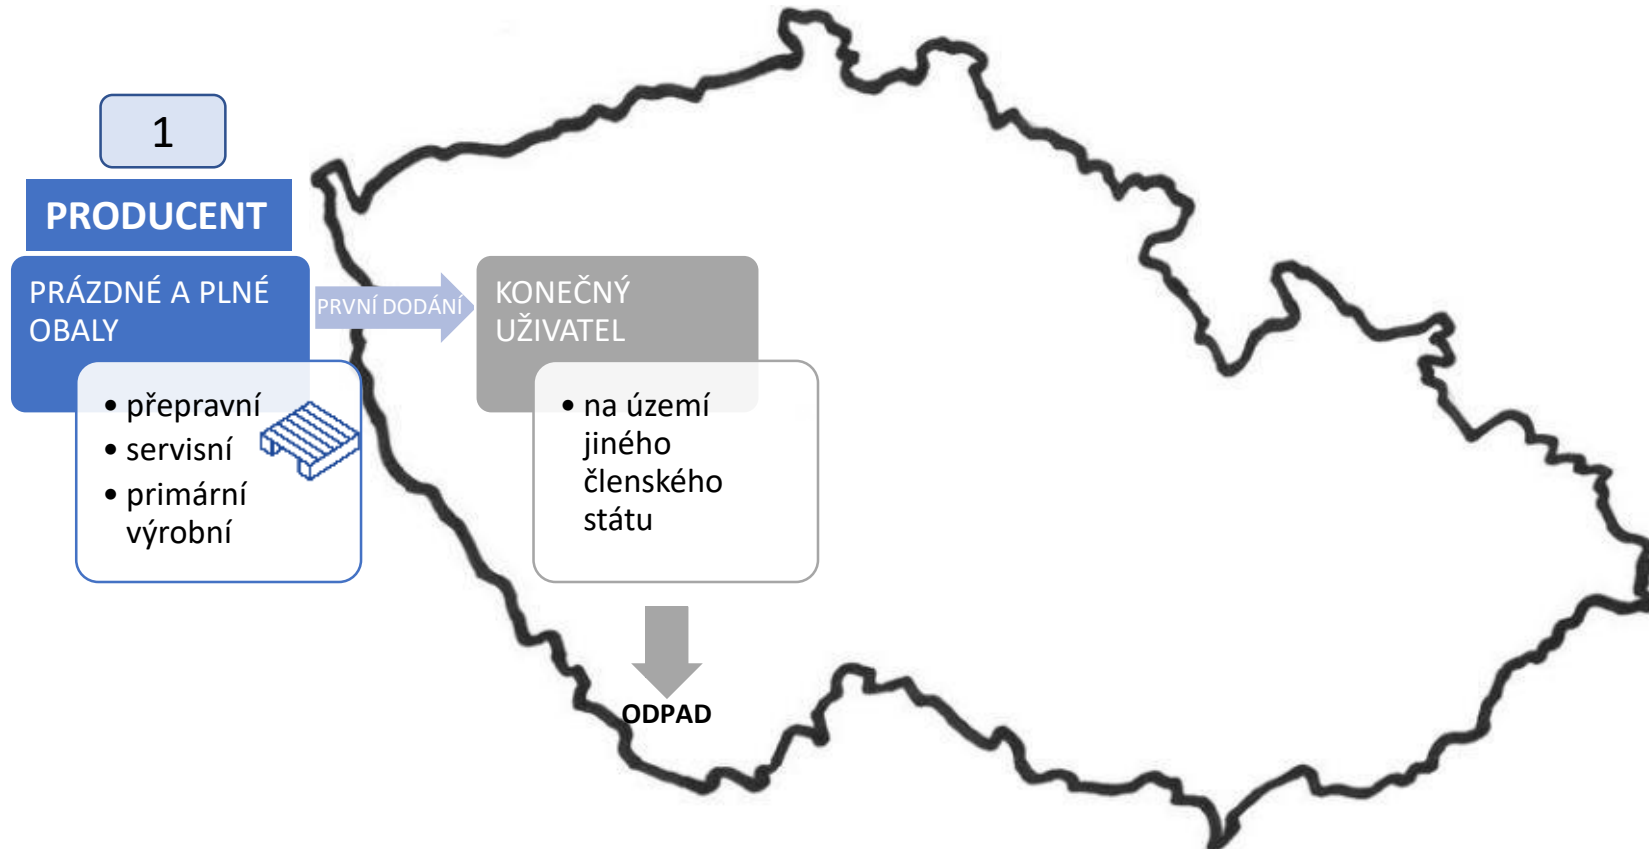 1
PRODUCENT
PRÁZDNÉ A PLNÉ
OBALY
• přepravní
• servisní
• primární
výrobní
PRVNÍ DODÁNÍ
KONEČNÝ
UŽIVATEL
• na území
jiného
členského
státu
ODPAD